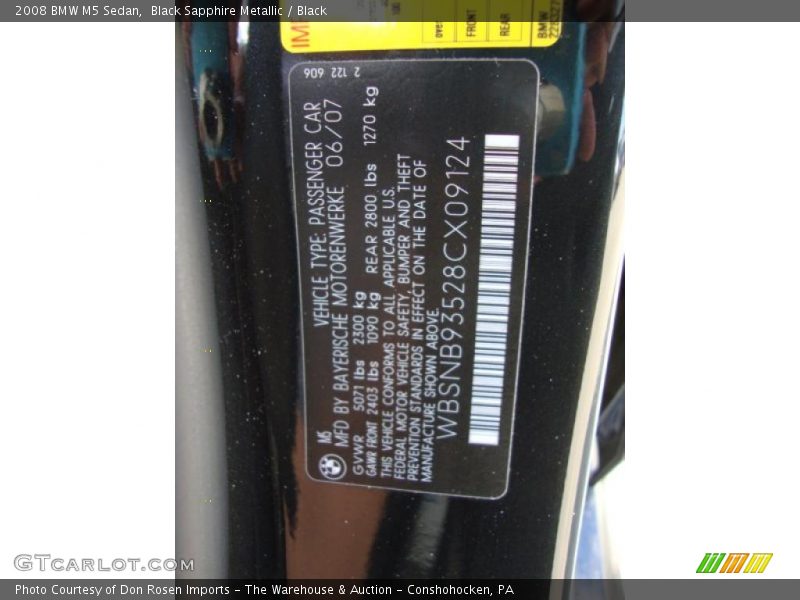 2008 BMW M5 Sedan,  Black Sapphire Metallic / Black
FRONT
REAR
BMW
2 122 606
M5
VEHICLE TYPE: PASSENGER CAR
MFD BY BAYERISCHE MOTORENWERKE 06/07
GVWR 5071 lbs 2300 kg
GAWR FRONT 2403 lbs 1090 kg REAR 2800 lbs 1270 kg
THIS VEHICLE CONFORMS TO ALL APPLICABLE U.S.
FEDERAL MOTOR VEHICLE SAFETY, BUMPER AND THEFT
PREVENTION STANDARDS IN EFFECT ON THE DATE OF
MANUFACTURE SHOWN ABOVE.
WBSNB93528CX09124
GTCarLot.com
Photo Courtesy of Don Rosen Imports – The Warehouse & Auction – Conshohocken, PA